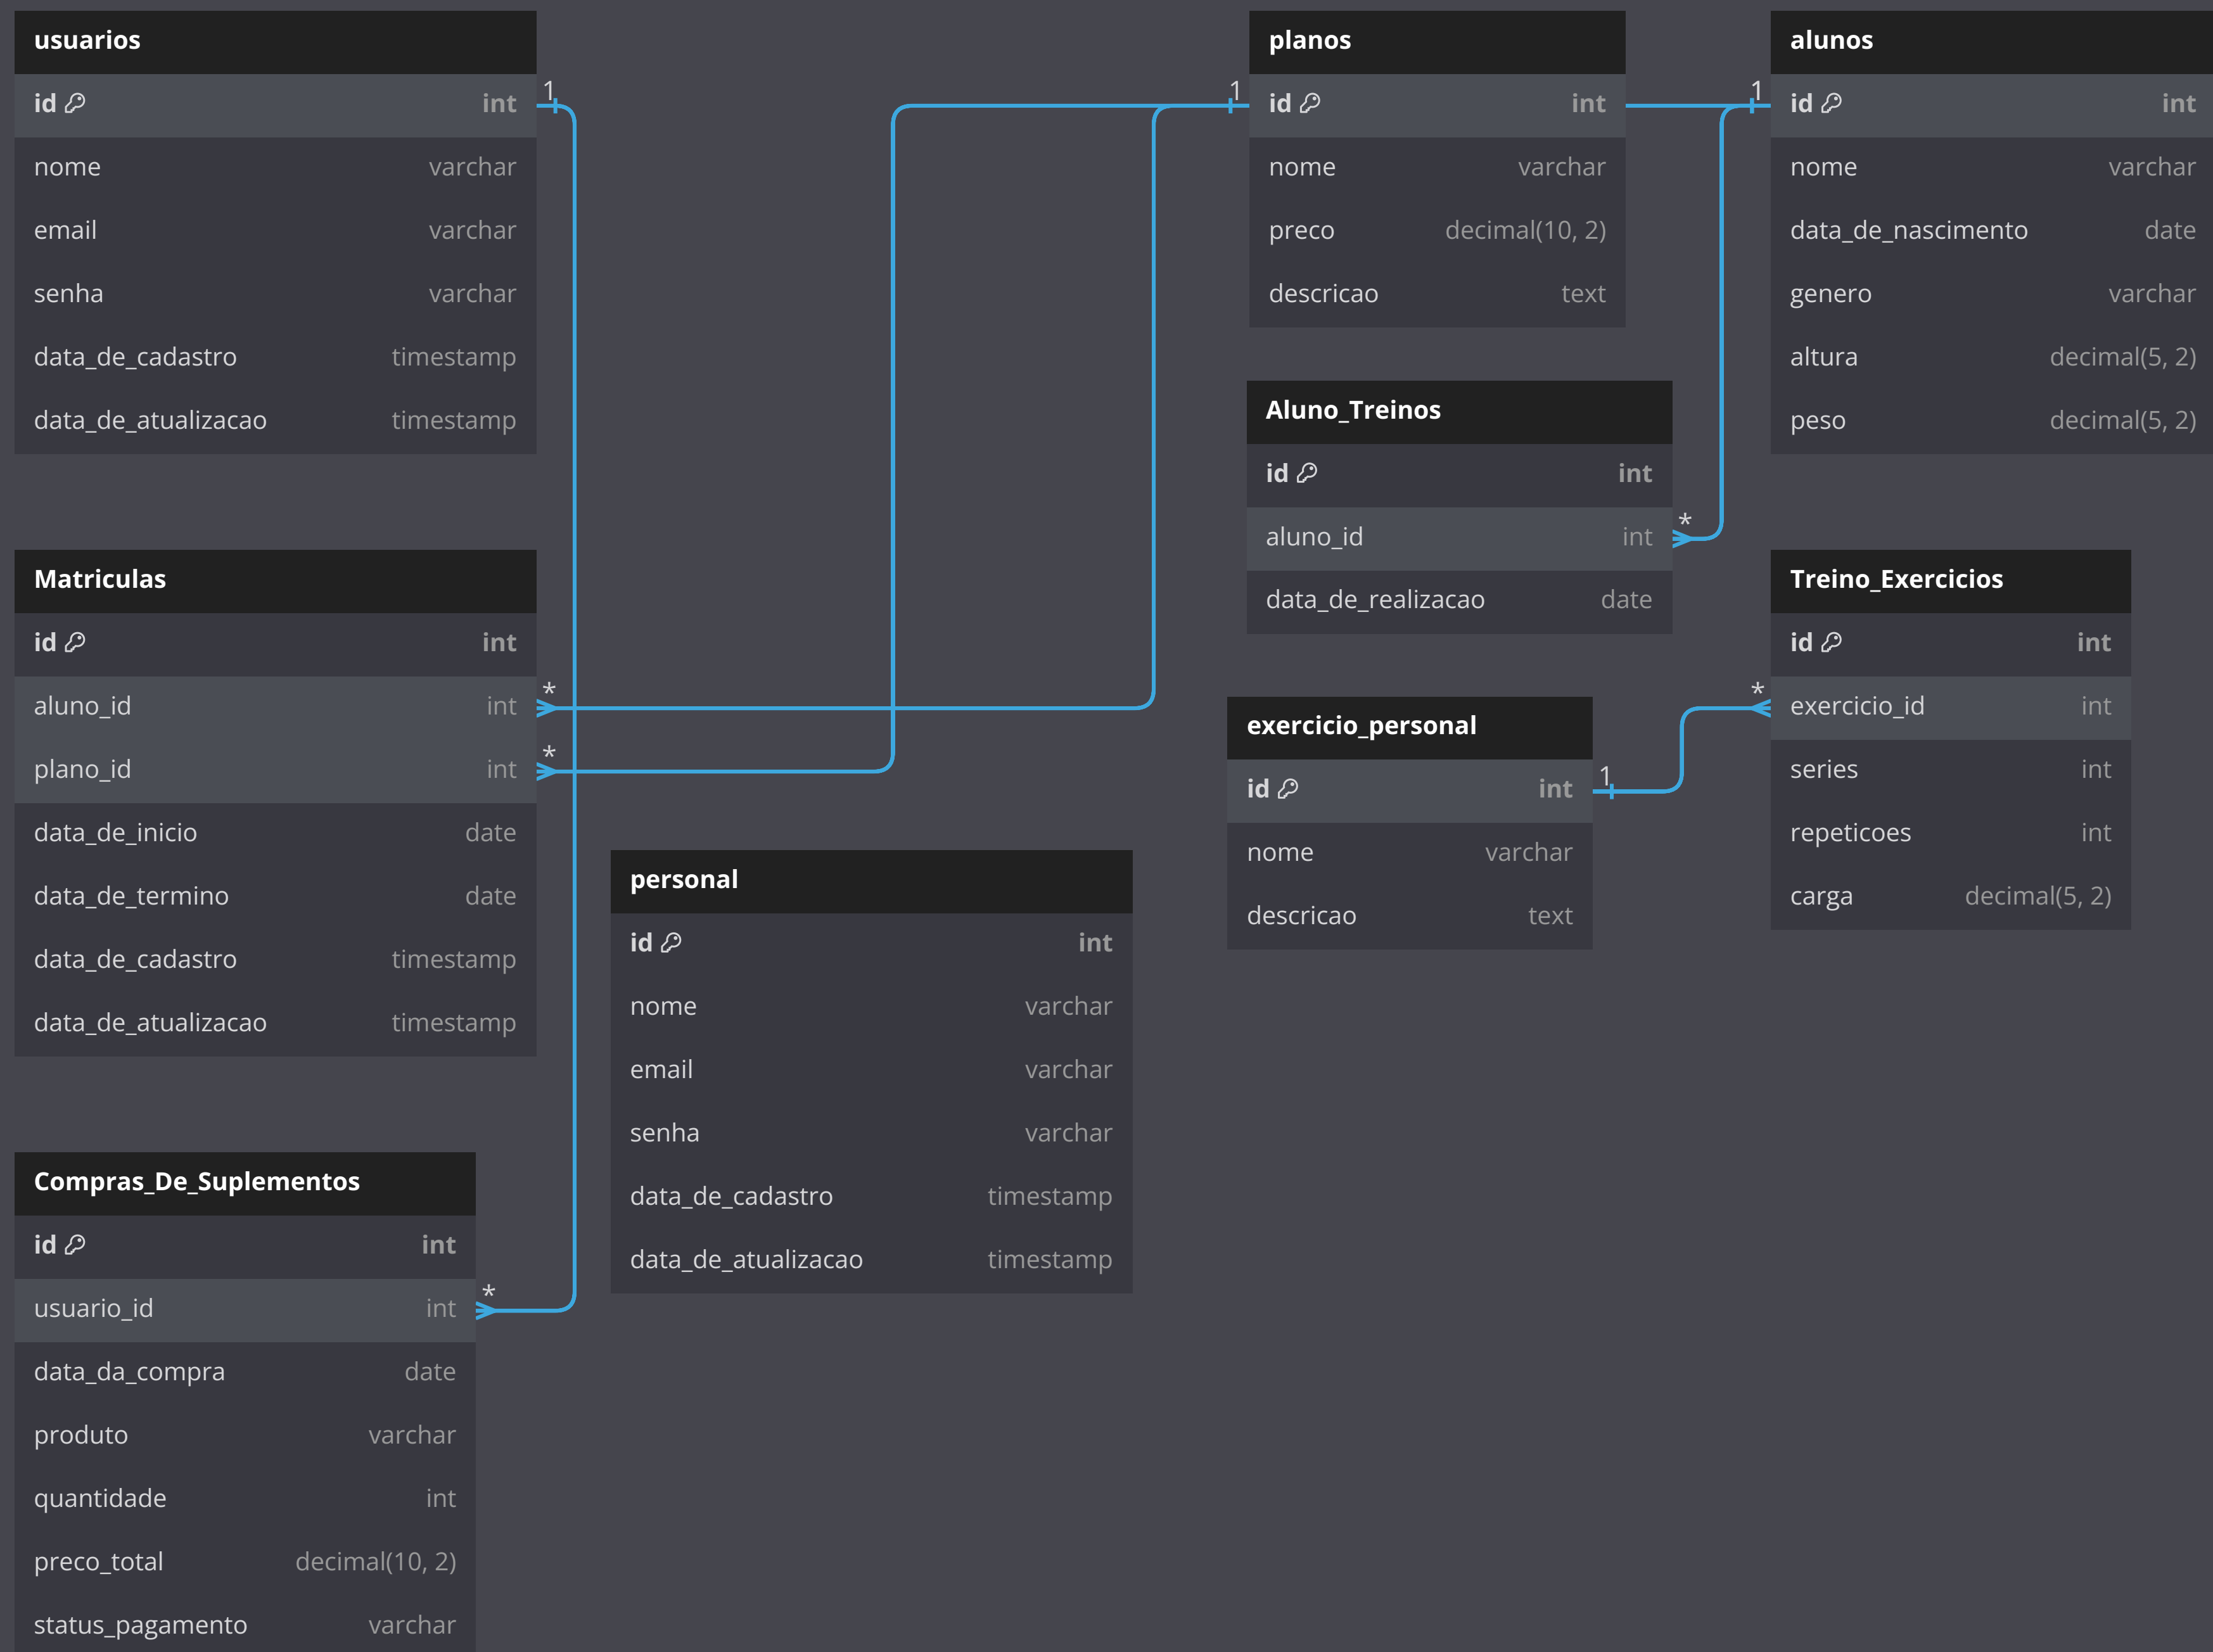 usuarios
id int
nome varchar
email varchar
senha varchar
data_de_cadastro timestamp
data_de_atualizacao timestamp
1
Matriculas
id int
aluno_id int
*
plano_id int
*
data_de_inicio date
data_de_termino date
data_de_cadastro timestamp
data_de_atualizacao timestamp
Compras_De_Suplementos
id int
usuario_id int
*
data_da_compra date
produto varchar
quantidade int
preco_total decimal(10, 2)
status_pagamento varchar
personal
id int
nome varchar
email varchar
senha varchar
data_de_cadastro timestamp
data_de_atualizacao timestamp
planos
1
id int
nome varchar
preco decimal(10, 2)
descricao text
Aluno_Treinos
id int
aluno_id int
*
data_de_realizacao date
exercicio_personal
id int
1
nome varchar
descricao text
alunos
1
id int
nome varchar
data_de_nascimento date
genero varchar
altura decimal(5, 2)
peso decimal(5, 2)
Treino_Exercicios
id int
*
exercicio_id int
series int
repeticoes int
carga decimal(5, 2)